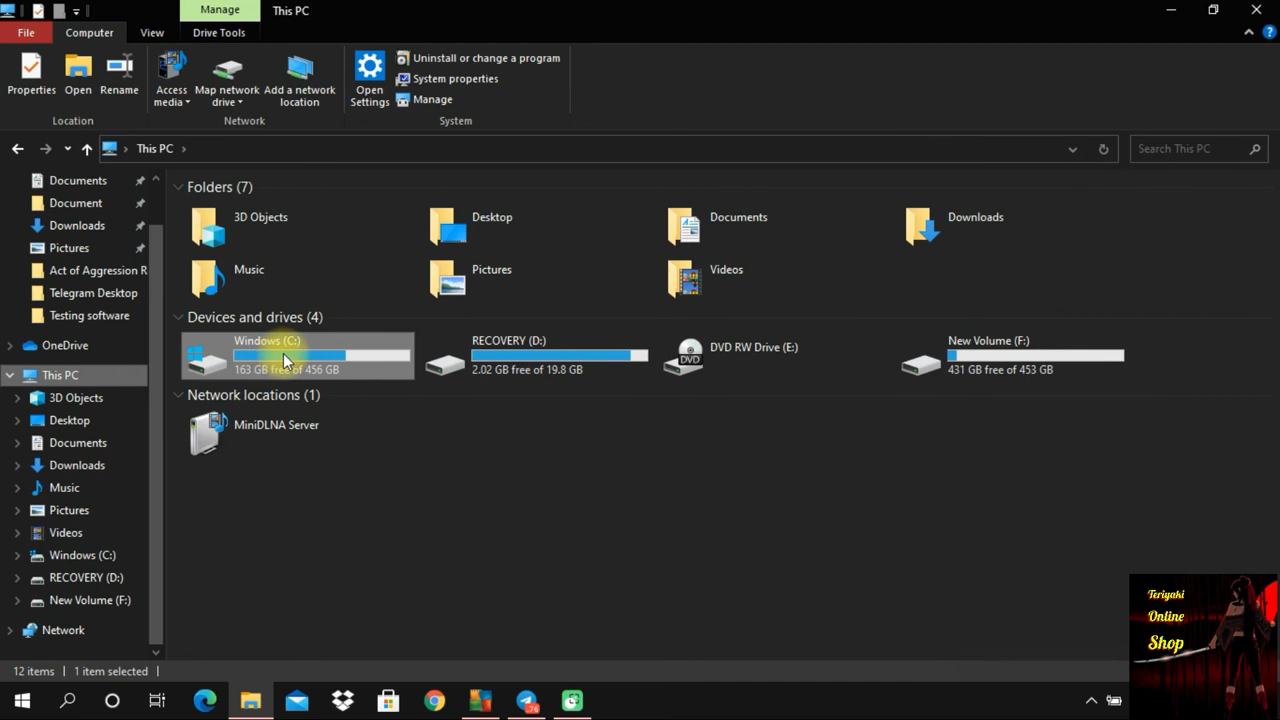 Manage
This PC
File
Computer
View
Drive Tools
Properties
Open
Rename
Access
media
Map network
drive
Add a network
location
Open
Settings
Uninstall or change a program
System properties
Manage
Location
Network
System
This PC
Search This PC
Documents
Document
Downloads
Pictures
Act of Aggression R
Telegram Desktop
Testing software
OneDrive
This PC
3D Objects
Desktop
Documents
Downloads
Music
Pictures
Videos
Windows (C:)
RECOVERY (D:)
New Volume (F:)
Network
Folders (7)
3D Objects
Desktop
Documents
Downloads
Music
Pictures
Videos
Devices and drives (4)
Windows (C:)
163 GB free of 456 GB
RECOVERY (D:)
2.02 GB free of 19.8 GB
DVD
DVD RW Drive (E:)
New Volume (F:)
431 GB free of 453 GB
Network locations (1)
MiniDLNA Server
12 items
1 item selected
76
Teriyaki
Online
Shop